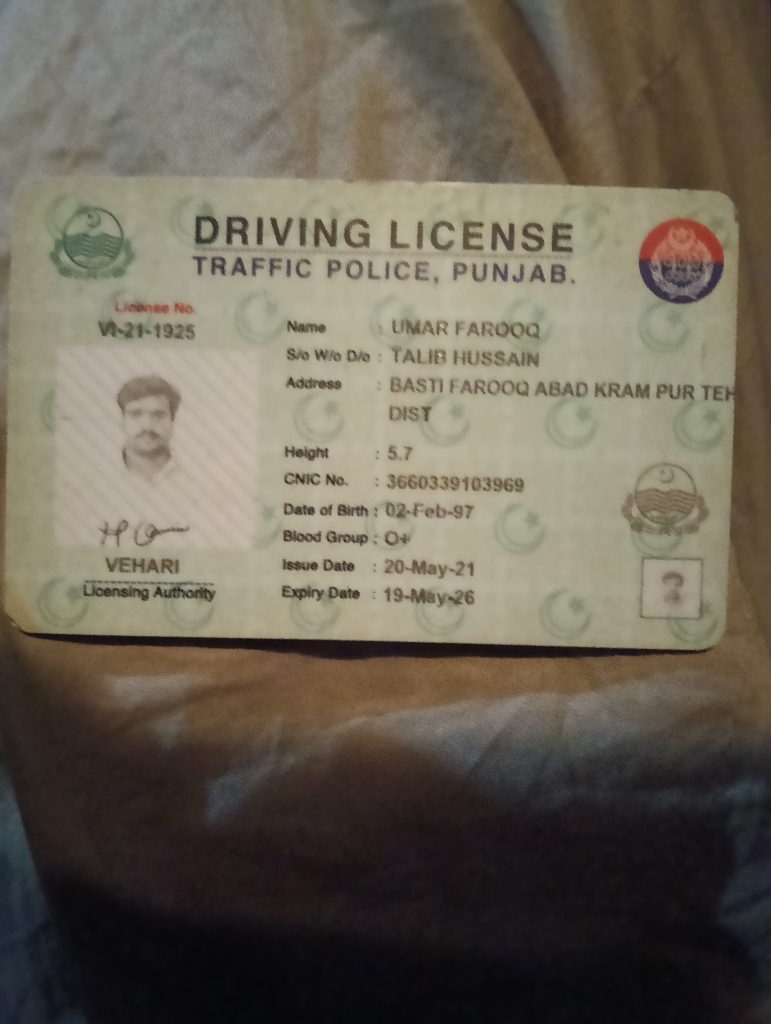 DRIVING LICENSE
TRAFFIC POLICE, PUNJAB.
License No.
VI-21-1925
Name : UMAR FAROOQ
S/o W/o D/o : TALIB HUSSAIN
Address : BASTI FAROOQ ABAD KRAM PUR TEH
DIST
Height : 5.7
CNIC No. : 3660339103969
Date of Birth : 02-Feb-97
Blood Group : O+
Issue Date : 20-May-21
Expiry Date : 19-May-26
VEHARI
Licensing Authority